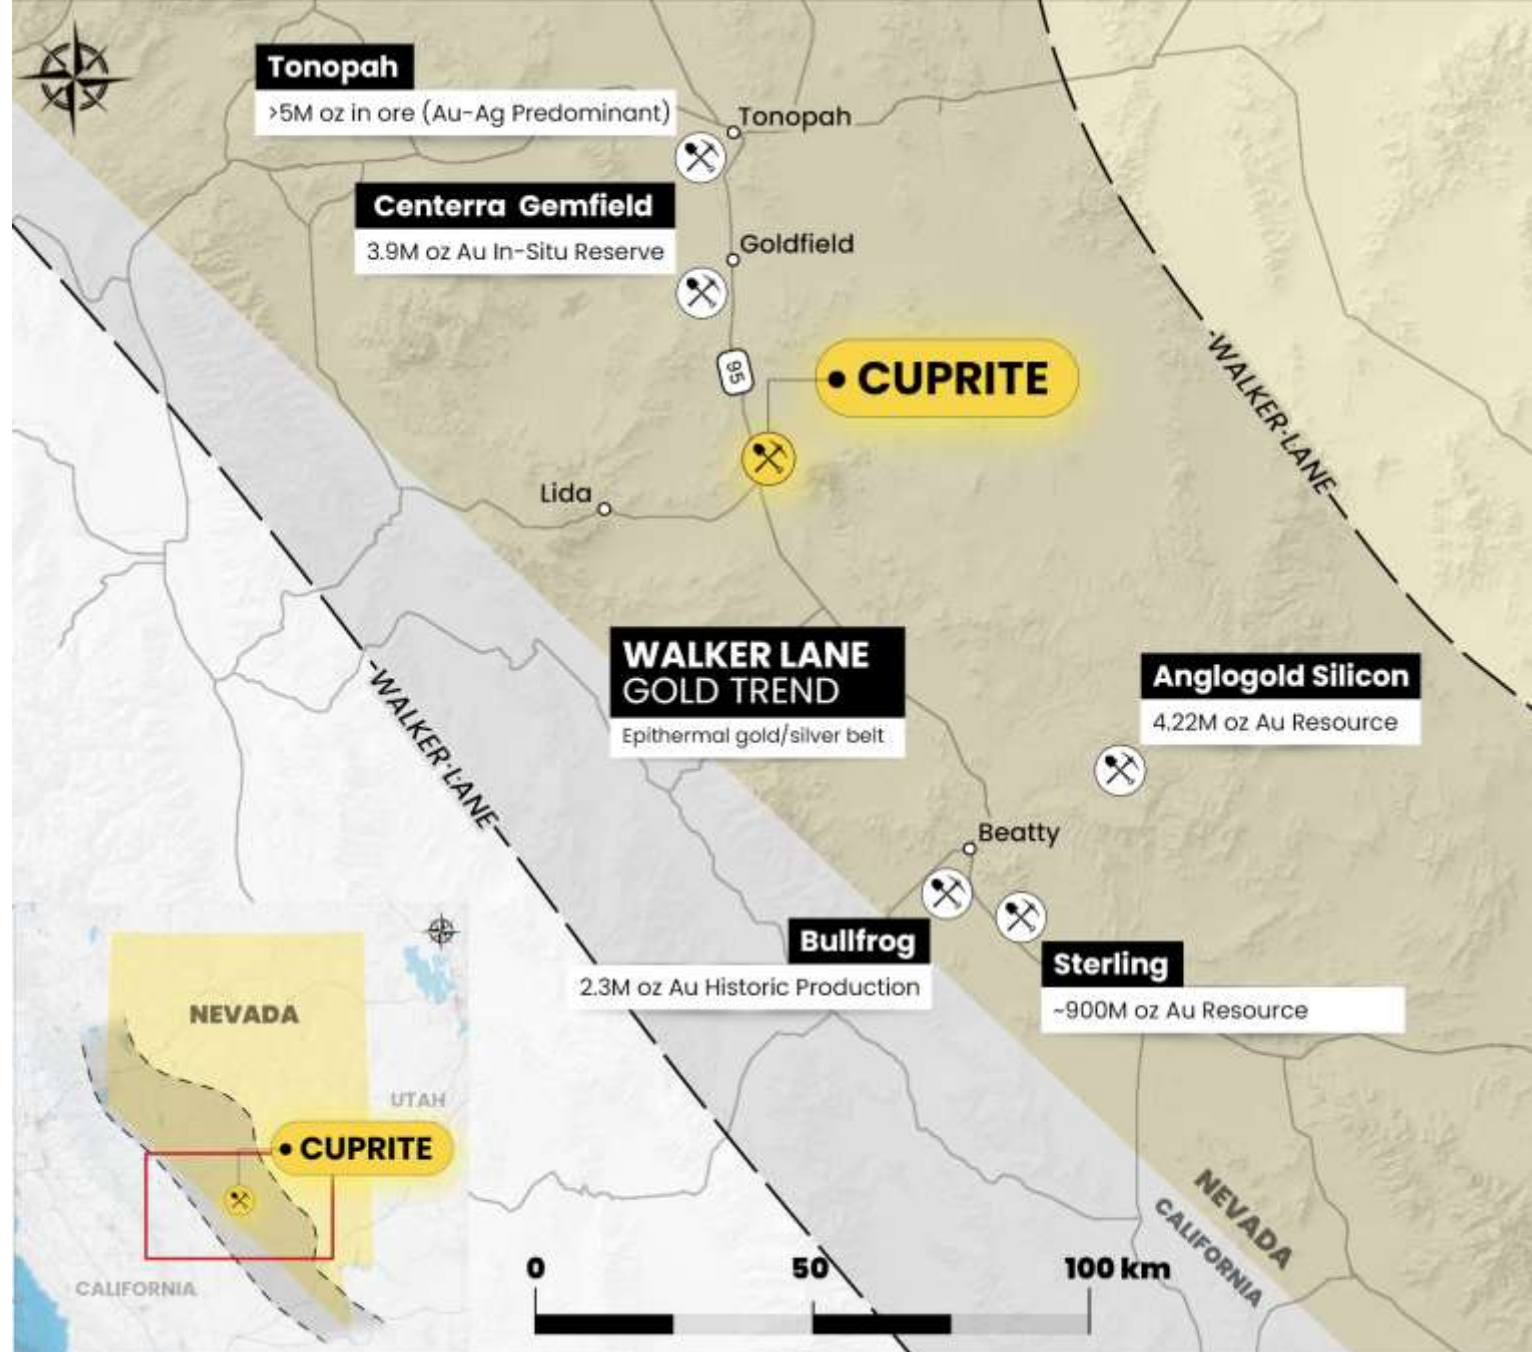 Tonopah
>5M oz in ore (Au-Ag Predominant)
Tonopah
Centerra Gemfield
3.9M oz Au In-Situ Reserve
Goldfield
95
CUPRITE
-WALKER·LANE
Lida
WALKER LANE
GOLD TREND
Epithermal gold/silver belt
Anglogold Silicon
4.22M oz Au Resource
-WALKER·LANE
Beatty
Bullfrog
2.3M oz Au Historic Production
Sterling
~900M oz Au Resource
NEVADA
UTAH
CUPRITE
CALIFORNIA
0 50 100 km
NEVADA
CALIFORNIA